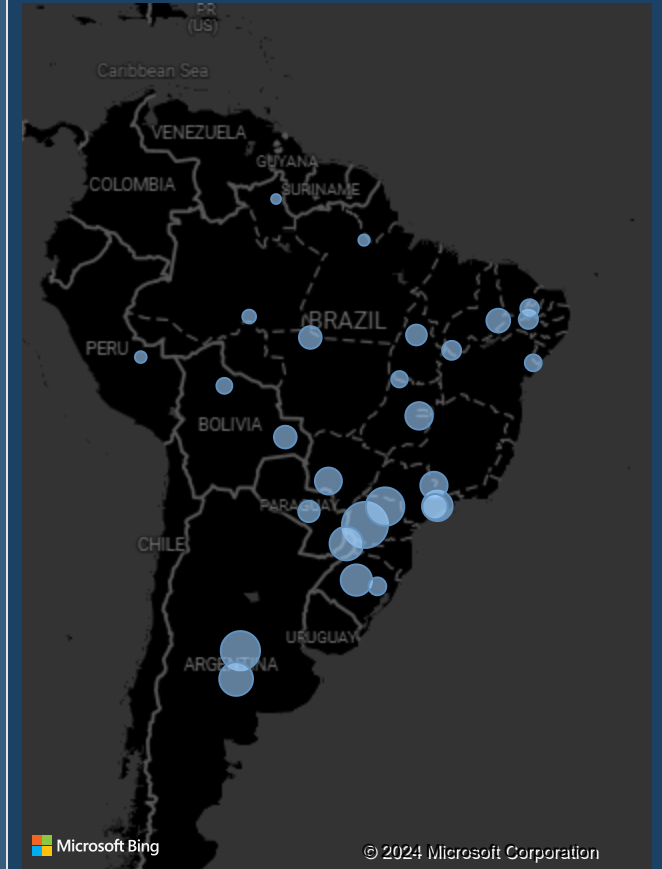 PR
(US)
Caribbean Sea
VENEZUELA
GUYANA
COLOMBIA
SURINAME
BRAZIL
PERU
BOLIVIA
PARAGUAY
CHILE
URUGUAY
ARGENTINA
Microsoft Bing
© 2024 Microsoft Corporation